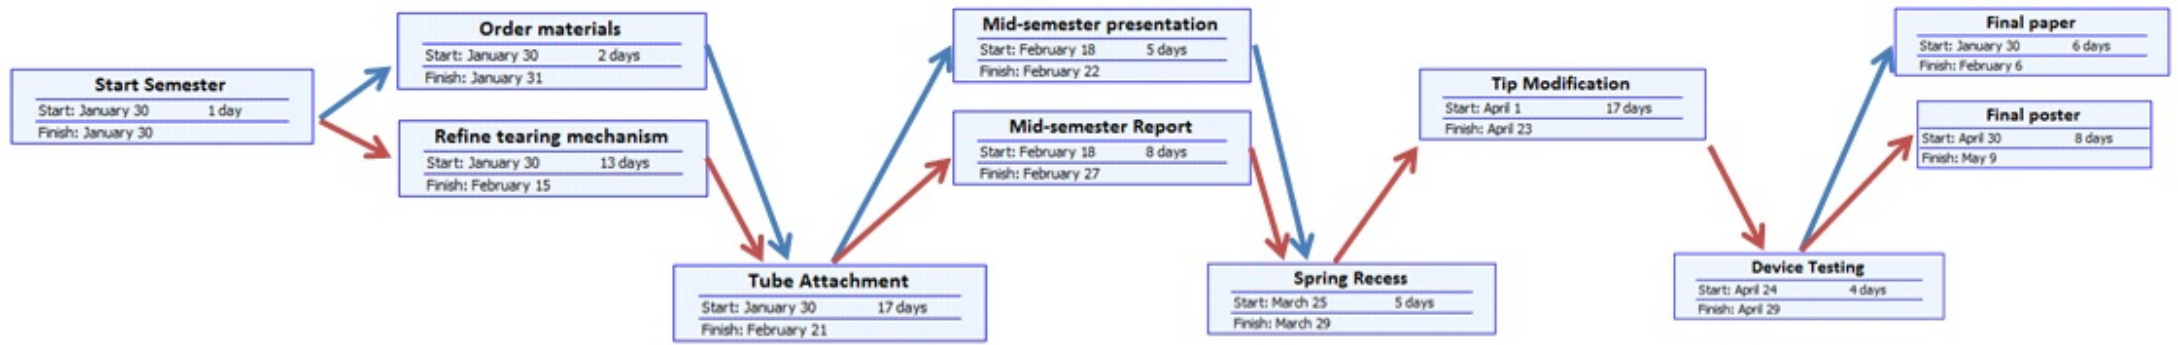 Start Semester
Start: January 30 1 day
Finish: January 30
Order materials
Start: January 30 2 days
Finish: January 31
Refine tearing mechanism
Start: January 30 13 days
Finish: February 15
Tube Attachment
Start: January 30 17 days
Finish: February 21
Mid-semester presentation
Start: February 18 5 days
Finish: February 22
Mid-semester Report
Start: February 18 8 days
Finish: February 27
Spring Recess
Start: March 25 5 days
Finish: March 29
Tip Modification
Start: April 1 17 days
Finish: April 23
Device Testing
Start: April 24 4 days
Finish: April 29
Final paper
Start: January 30 6 days
Finish: February 6
Final poster
Start: April 30 8 days
Finish: May 9